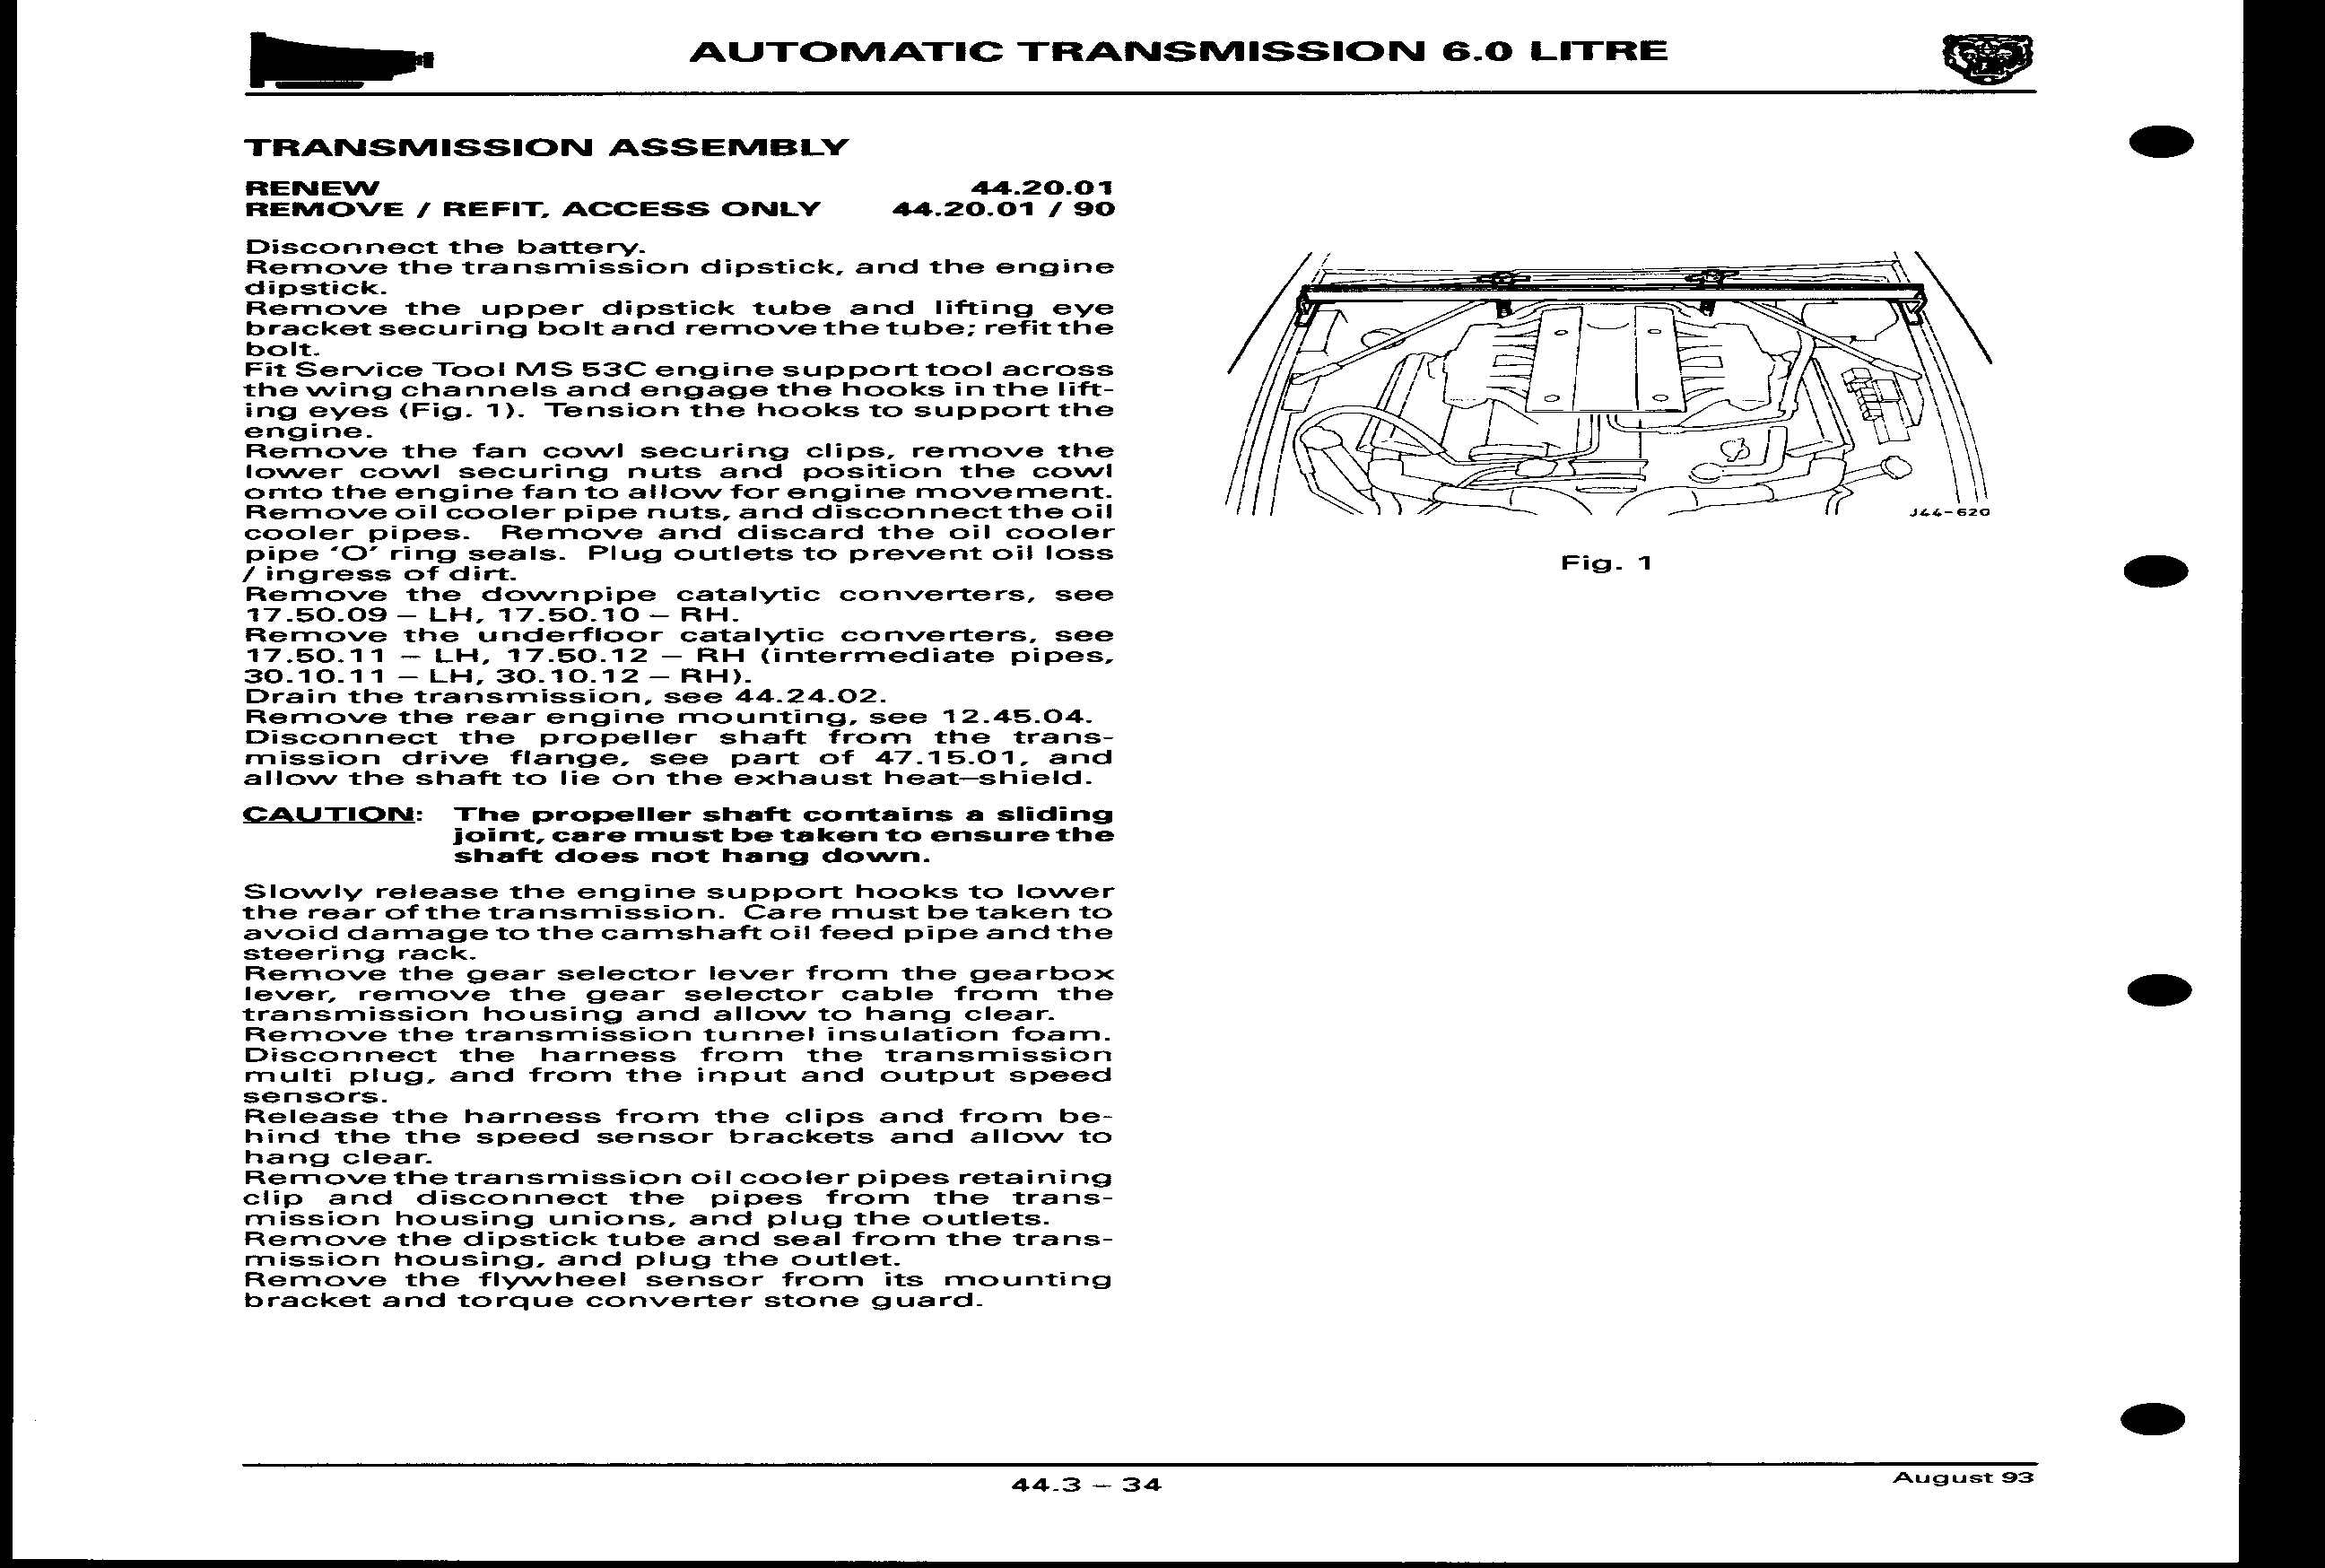 AUTOMATIC TRANSMISSION 6.0 LITRE
TRANSMISSION ASSEMBLY
RENEW 44.20.01
REMOVE / REFIT, ACCESS ONLY 44.20.01 / 90
Disconnect the battery.
Remove the transmission dipstick, and the engine
dipstick.
Remove the upper dipstick tube and lifting eye
bracket securing bolt and remove the tube; refit the
bolt.
Fit Service Tool MS 53C engine support tool across
the wing channels and engage the hooks in the lift-
ing eyes (Fig. 1). Tension the hooks to support the
engine.
Remove the fan cowl securing clips, remove the
lower cowl securing nuts and position the cowl
onto the engine fan to allow for engine movement.
Remove oil cooler pipe nuts, and disconnect the oil
cooler pipes. Remove and discard the oil cooler
pipe ‘O’ ring seals. Plug outlets to prevent oil loss
/ ingress of dirt.
Remove the downpipe catalytic converters, see
17.50.09 – LH, 17.50.10 – RH.
Remove the underfloor catalytic converters, see
17.50.11 – LH, 17.50.12 – RH (intermediate pipes,
30.10.11 – LH, 30.10.12 – RH).
Drain the transmission, see 44.24.02.
Remove the rear engine mounting, see 12.45.04.
Disconnect the propeller shaft from the trans-
mission drive flange, see part of 47.15.01, and
allow the shaft to lie on the exhaust heat–shield.
CAUTION: The propeller shaft contains a sliding
joint, care must be taken to ensure the
shaft does not hang down.
Slowly release the engine support hooks to lower
the rear of the transmission. Care must be taken to
avoid damage to the camshaft oil feed pipe and the
steering rack.
Remove the gear selector lever from the gearbox
lever, remove the gear selector cable from the
transmission housing and allow to hang clear.
Remove the transmission tunnel insulation foam.
Disconnect the harness from the transmission
multi plug, and from the input and output speed
sensors.
Release the harness from the clips and from be-
hind the the speed sensor brackets and allow to
hang clear.
Remove the transmission oil cooler pipes retaining
clip and disconnect the pipes from the trans-
mission housing unions, and plug the outlets.
Remove the dipstick tube and seal from the trans-
mission housing, and plug the outlet.
Remove the flywheel sensor from its mounting
bracket and torque converter stone guard.
J44-620
Fig. 1
44.3 – 34
August 93